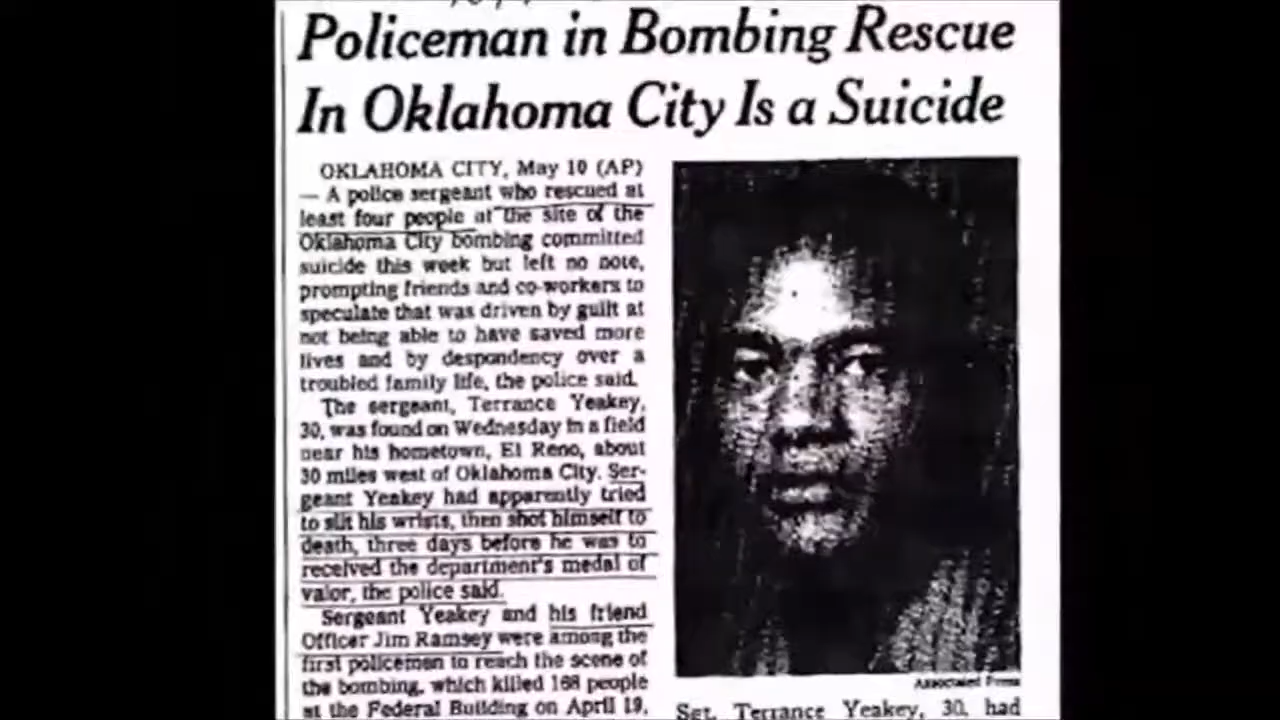 Policeman in Bombing Rescue
In Oklahoma City Is a Suicide
OKLAHOMA CITY, May 10 (AP)
— A police sergeant who rescued at
least four people at the site of the
Oklahoma City bombing committed
suicide this week but left no note,
prompting friends and co-workers to
speculate that was driven by guilt at
not being able to have saved more
lives and by despondency over a
troubled family life, the police said.
The sergeant, Terrance Yeakey,
30, was found on Wednesday in a field
near his hometown, El Reno, about
30 miles west of Oklahoma City. Ser-
geant Yeakey had apparently tried
to slit his wrists, then shot himself to
death, three days before he was to
received the department's medal of
valor, the police said.
Sergeant Yeakey and his friend
Officer Jim Ramsey were among the
first policemen to reach the scene of
the bombing, which killed 168 people
at the Federal Building on April 19,
Associated Press
Sgt. Terrance Yeakey, 30, had